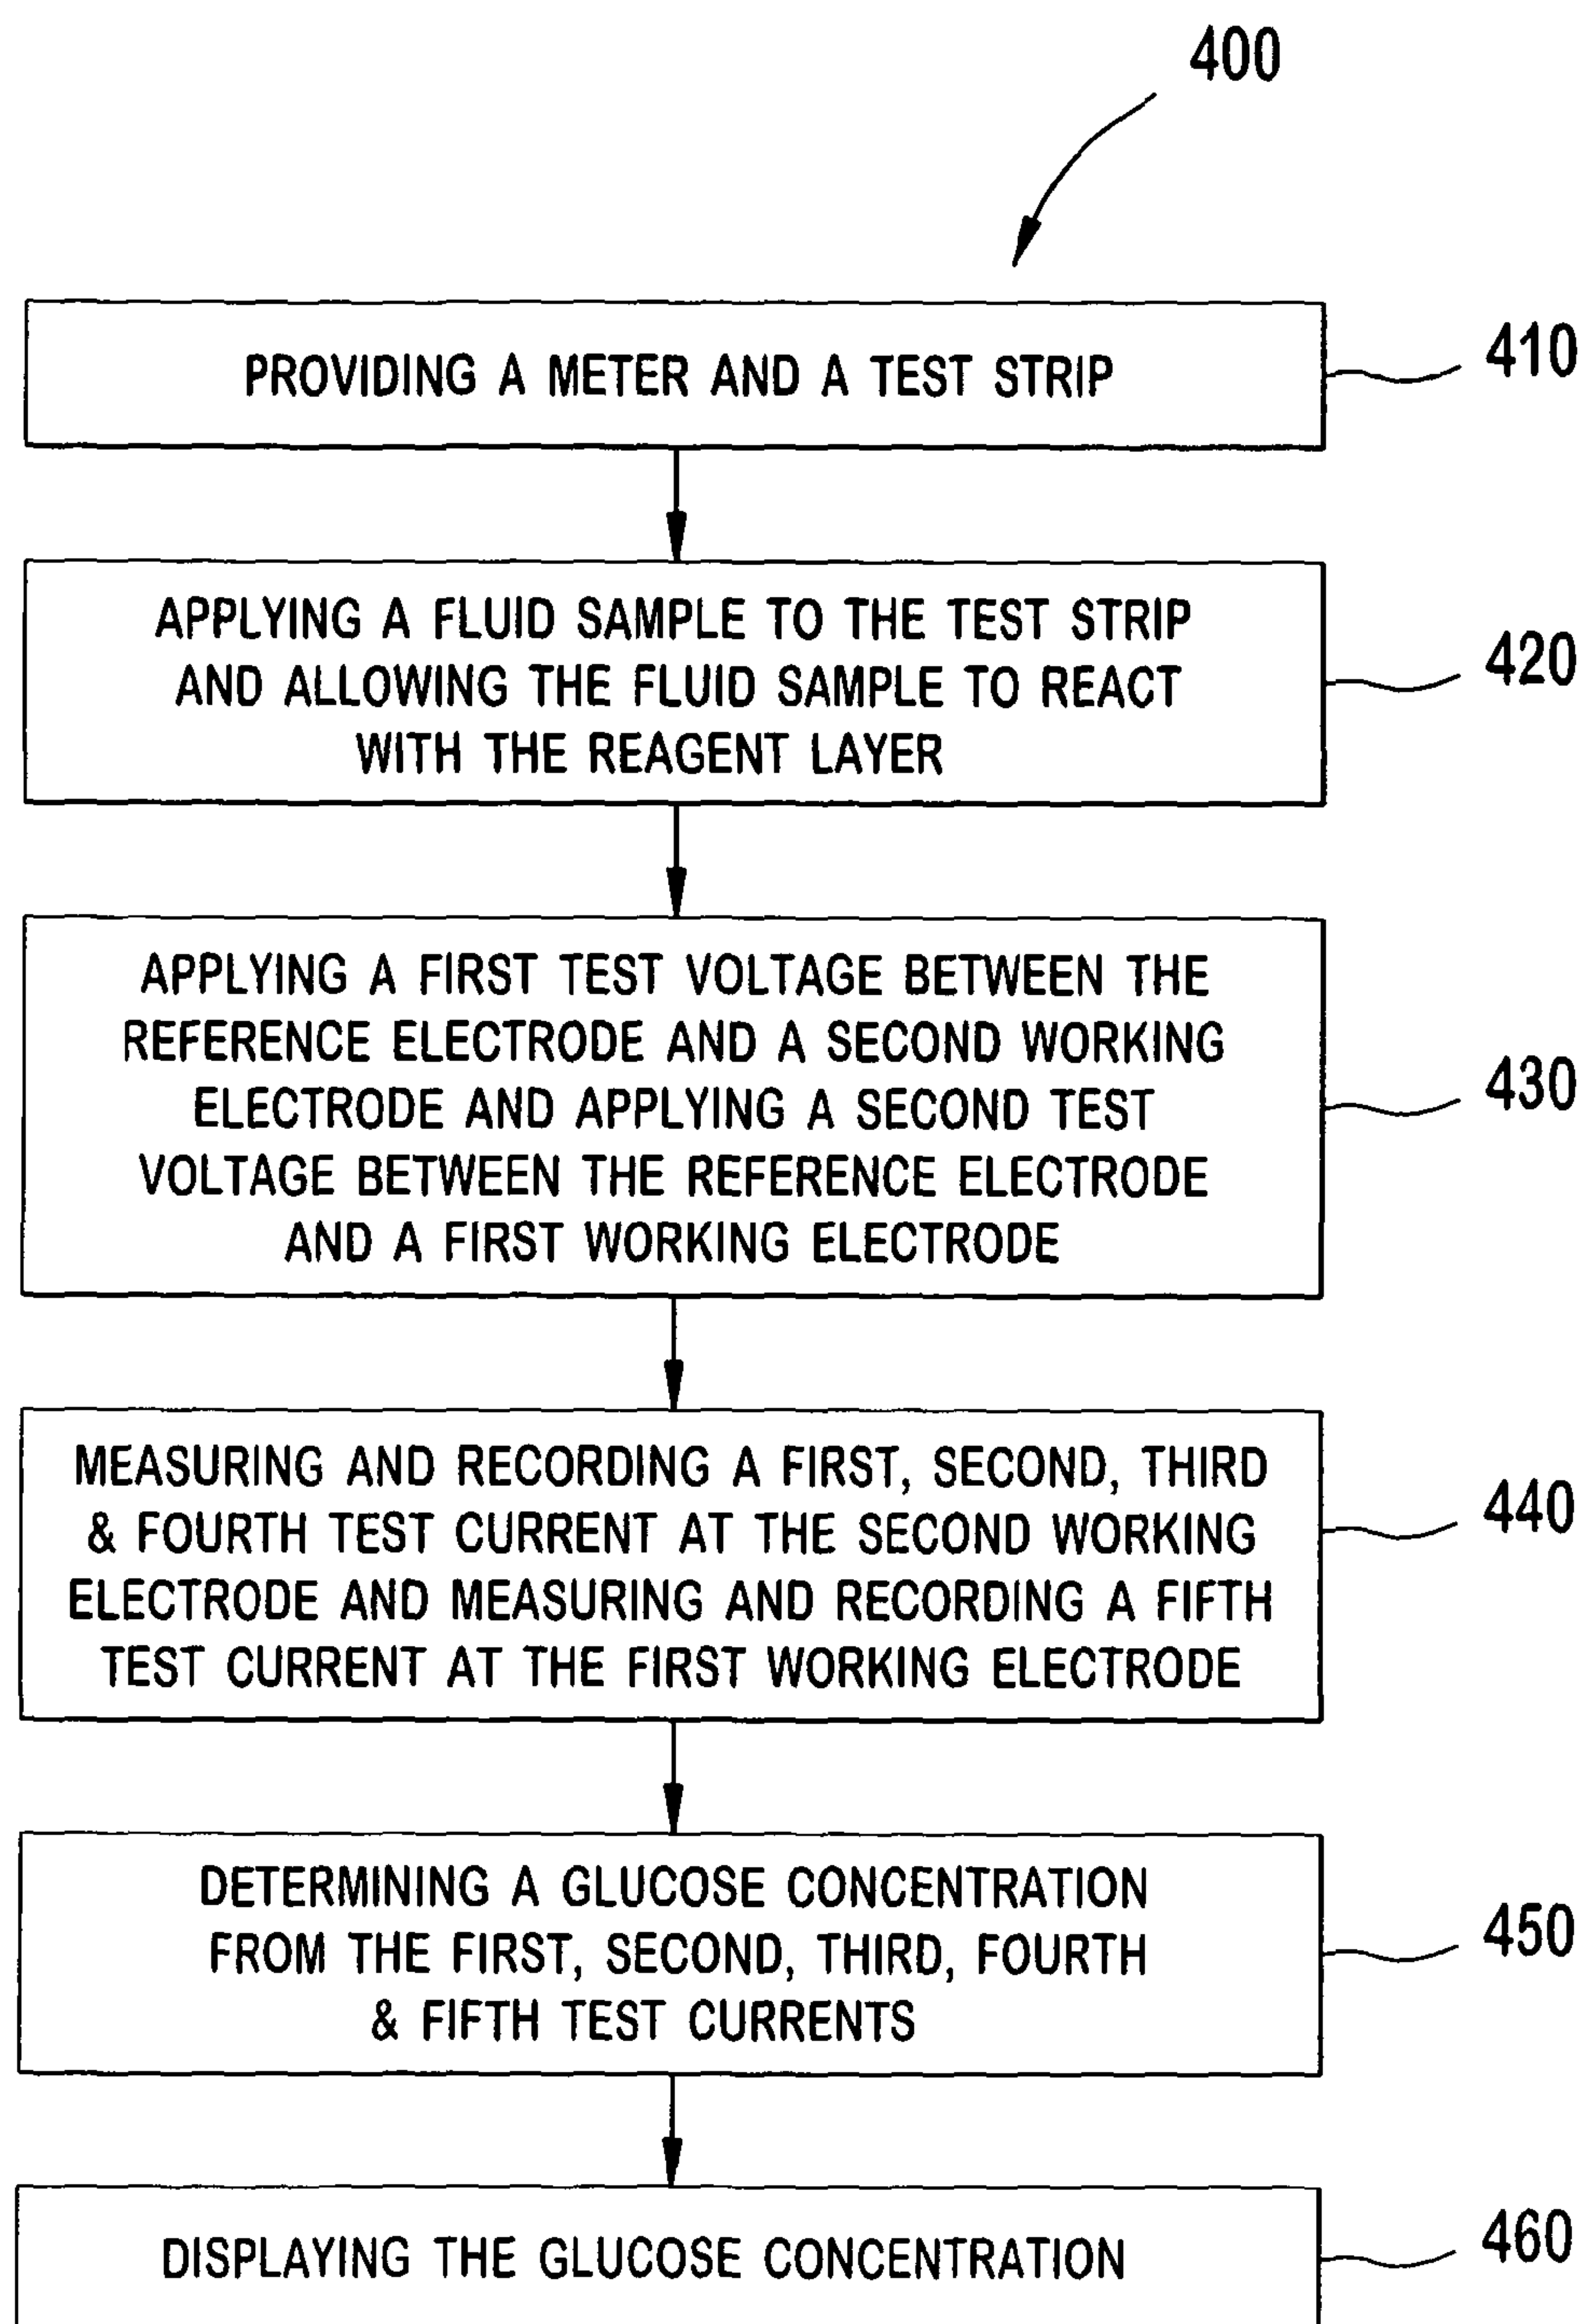 400
PROVIDING A METER AND A TEST STRIP
410
APPLYING A FLUID SAMPLE TO THE TEST STRIP
AND ALLOWING THE FLUID SAMPLE TO REACT
WITH THE REAGENT LAYER
420
APPLYING A FIRST TEST VOLTAGE BETWEEN THE
REFERENCE ELECTRODE AND A SECOND WORKING
ELECTRODE AND APPLYING A SECOND TEST
VOLTAGE BETWEEN THE REFERENCE ELECTRODE
AND A FIRST WORKING ELECTRODE
430
MEASURING AND RECORDING A FIRST, SECOND, THIRD
& FOURTH TEST CURRENT AT THE SECOND WORKING
ELECTRODE AND MEASURING AND RECORDING A FIFTH
TEST CURRENT AT THE FIRST WORKING ELECTRODE
440
DETERMINING A GLUCOSE CONCENTRATION
FROM THE FIRST, SECOND, THIRD, FOURTH
& FIFTH TEST CURRENTS
450
DISPLAYING THE GLUCOSE CONCENTRATION
460